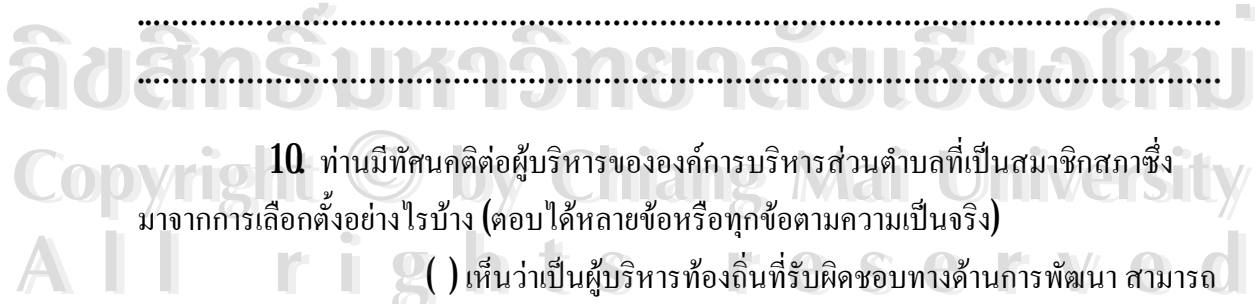 ............................................................
............................................................
ลิขสิทธิ์มหาวิทยาลัยเชียงใหม่
Copyright © by Chiang Mai University
All rights reserved
10. ท่านมีทัศนคติต่อผู้บริหารขององค์การบริหารส่วนตำบลที่เป็นสมาชิกสภาซึ่ง
มาจากการเลือกตั้งอย่างไรบ้าง (ตอบได้หลายข้อหรือทุกข้อตามความเป็นจริง)
( ) เห็นว่าเป็นผู้บริหารท้องถิ่นที่รับผิดชอบทางด้านการพัฒนา สามารถ